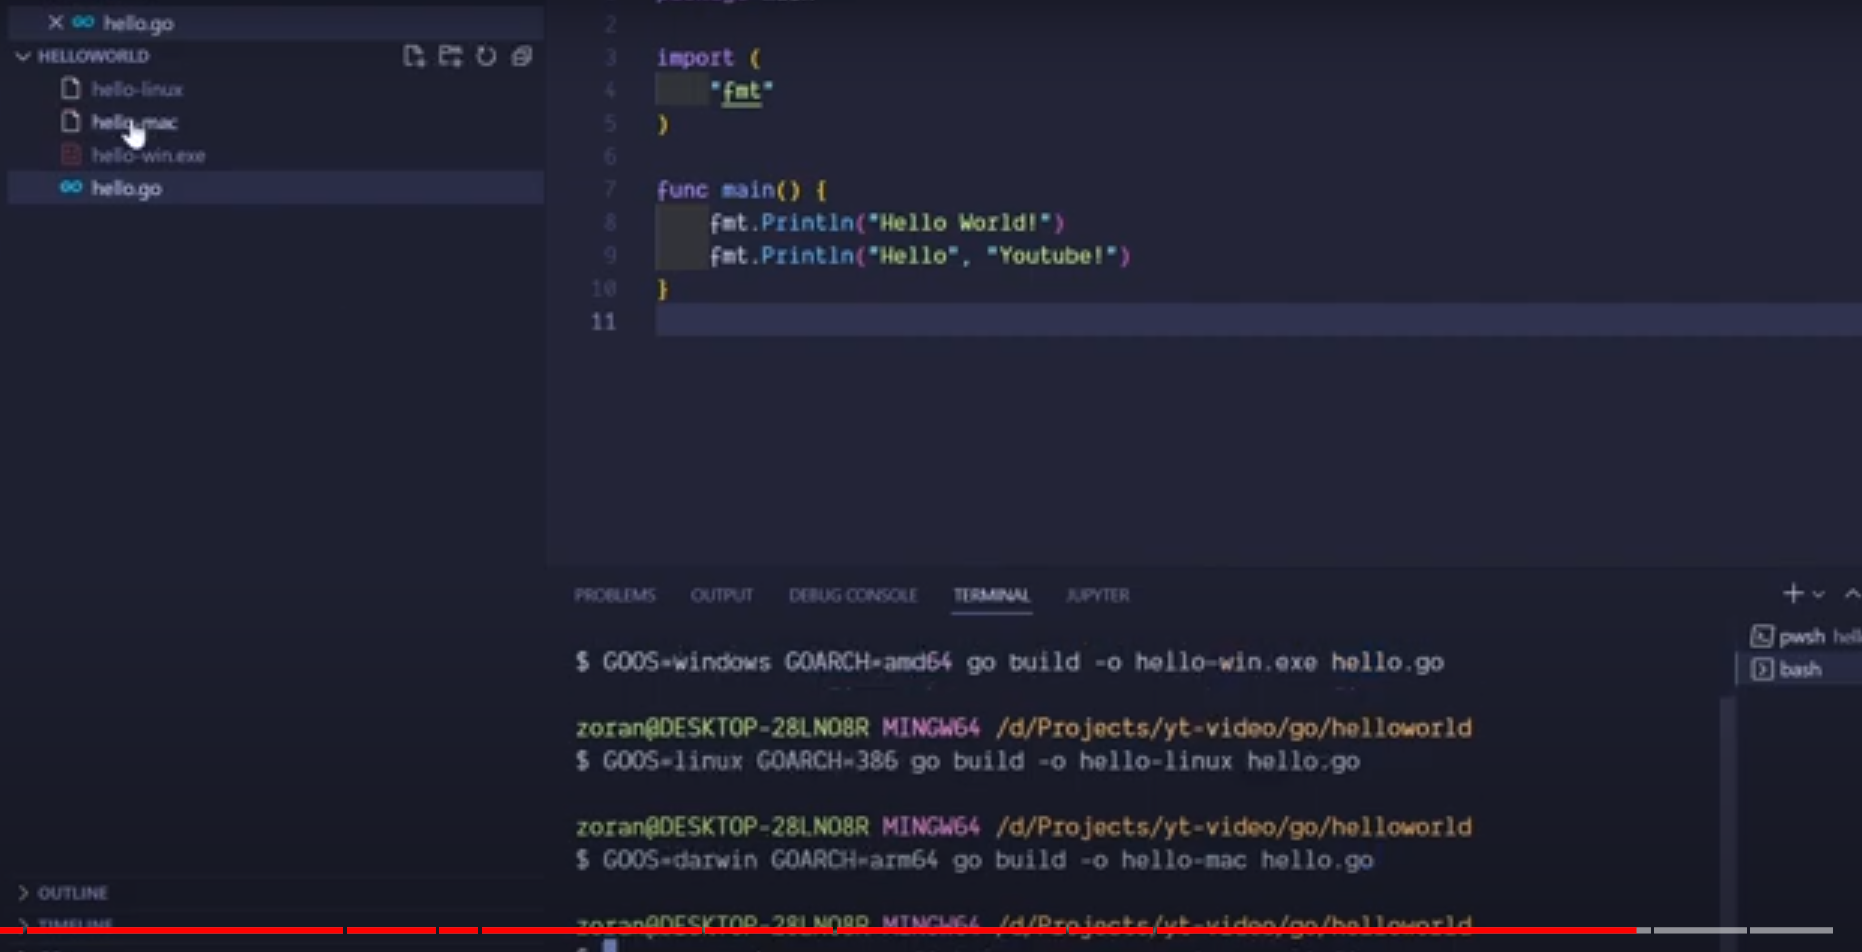 hello.go
HELLOWORLD
hello-linux
hello-mac
hello-win.exe
hello.go
OUTLINE
TIMELINE
2
3 import (
4 "fmt"
5 )
6
7 func main() {
8 fmt.Println("Hello World!")
9 fmt.Println("Hello", "Youtube!")
10 }
11
PROBLEMS OUTPUT DEBUG CONSOLE TERMINAL JUPYTER
$ GOOS=windows GOARCH=amd64 go build -o hello-win.exe hello.go
zoran@DESKTOP-28LNO8R MINGW64 /d/Projects/yt-video/go/helloworld
$ GOOS=linux GOARCH=386 go build -o hello-linux hello.go
zoran@DESKTOP-28LNO8R MINGW64 /d/Projects/yt-video/go/helloworld
$ GOOS=darwin GOARCH=arm64 go build -o hello-mac hello.go
zoran@DESKTOP-28LNO8R MINGW64 /d/Projects/yt-video/go/helloworld
$
pwsh hell
bash